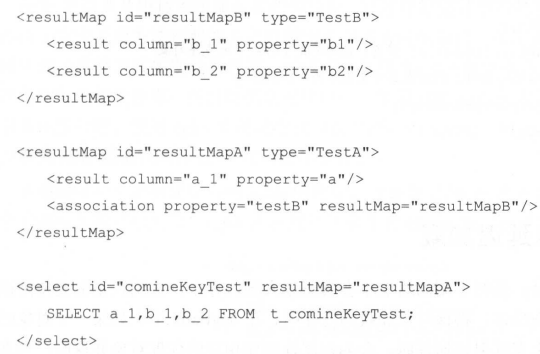 <resultMap id="resultMapB" type="TestB">
<result column="b_1" property="b1"/>
<result column="b_2" property="b2"/>
</resultMap>
<resultMap id="resultMapA" type="TestA">
<result column="a_1" property="a"/>
<association property="testB" resultMap="resultMapB"/>
</resultMap>
<select id="comineKeyTest" resultMap="resultMapA">
SELECT a_1,b_1,b_2 FROM t_comineKeyTest;
</select>